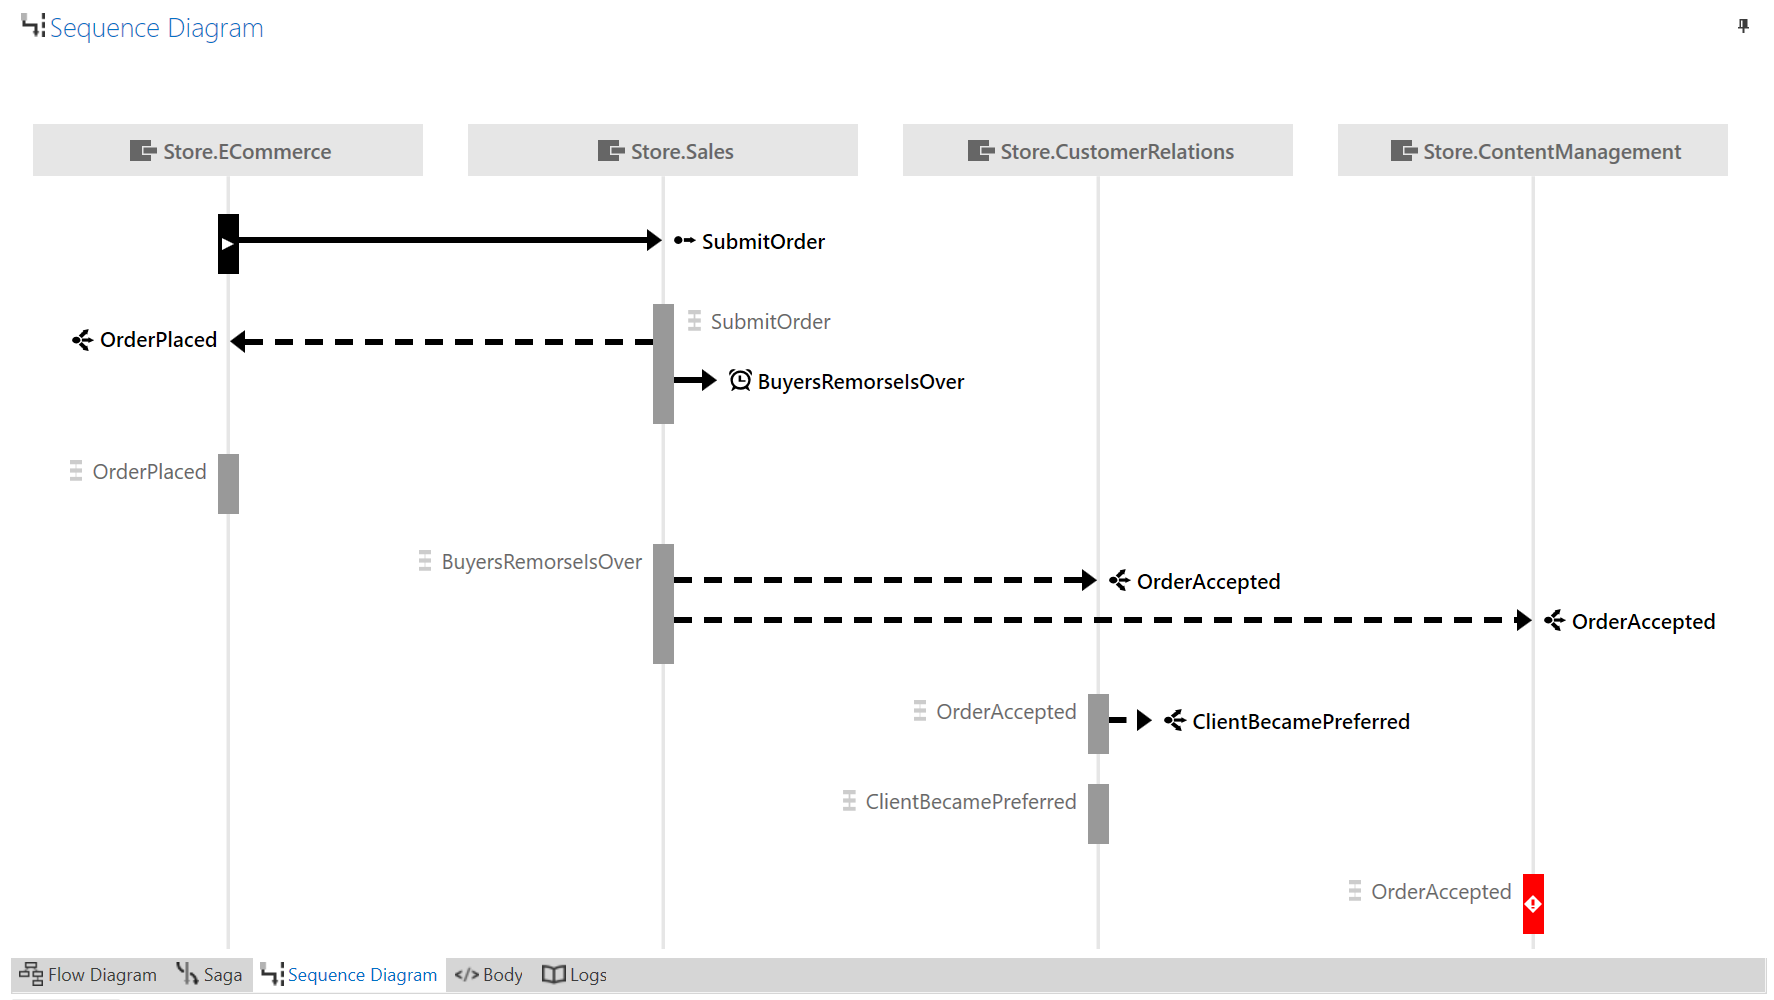 Sequence Diagram
Store.ECommerce
Store.Sales
Store.CustomerRelations
Store.ContentManagement
SubmitOrder
SubmitOrder
OrderPlaced
BuyersRemorseIsOver
OrderPlaced
BuyersRemorseIsOver
OrderAccepted
OrderAccepted
OrderAccepted
ClientBecamePreferred
ClientBecamePreferred
OrderAccepted
Flow Diagram
Saga
Sequence Diagram
Body
Logs